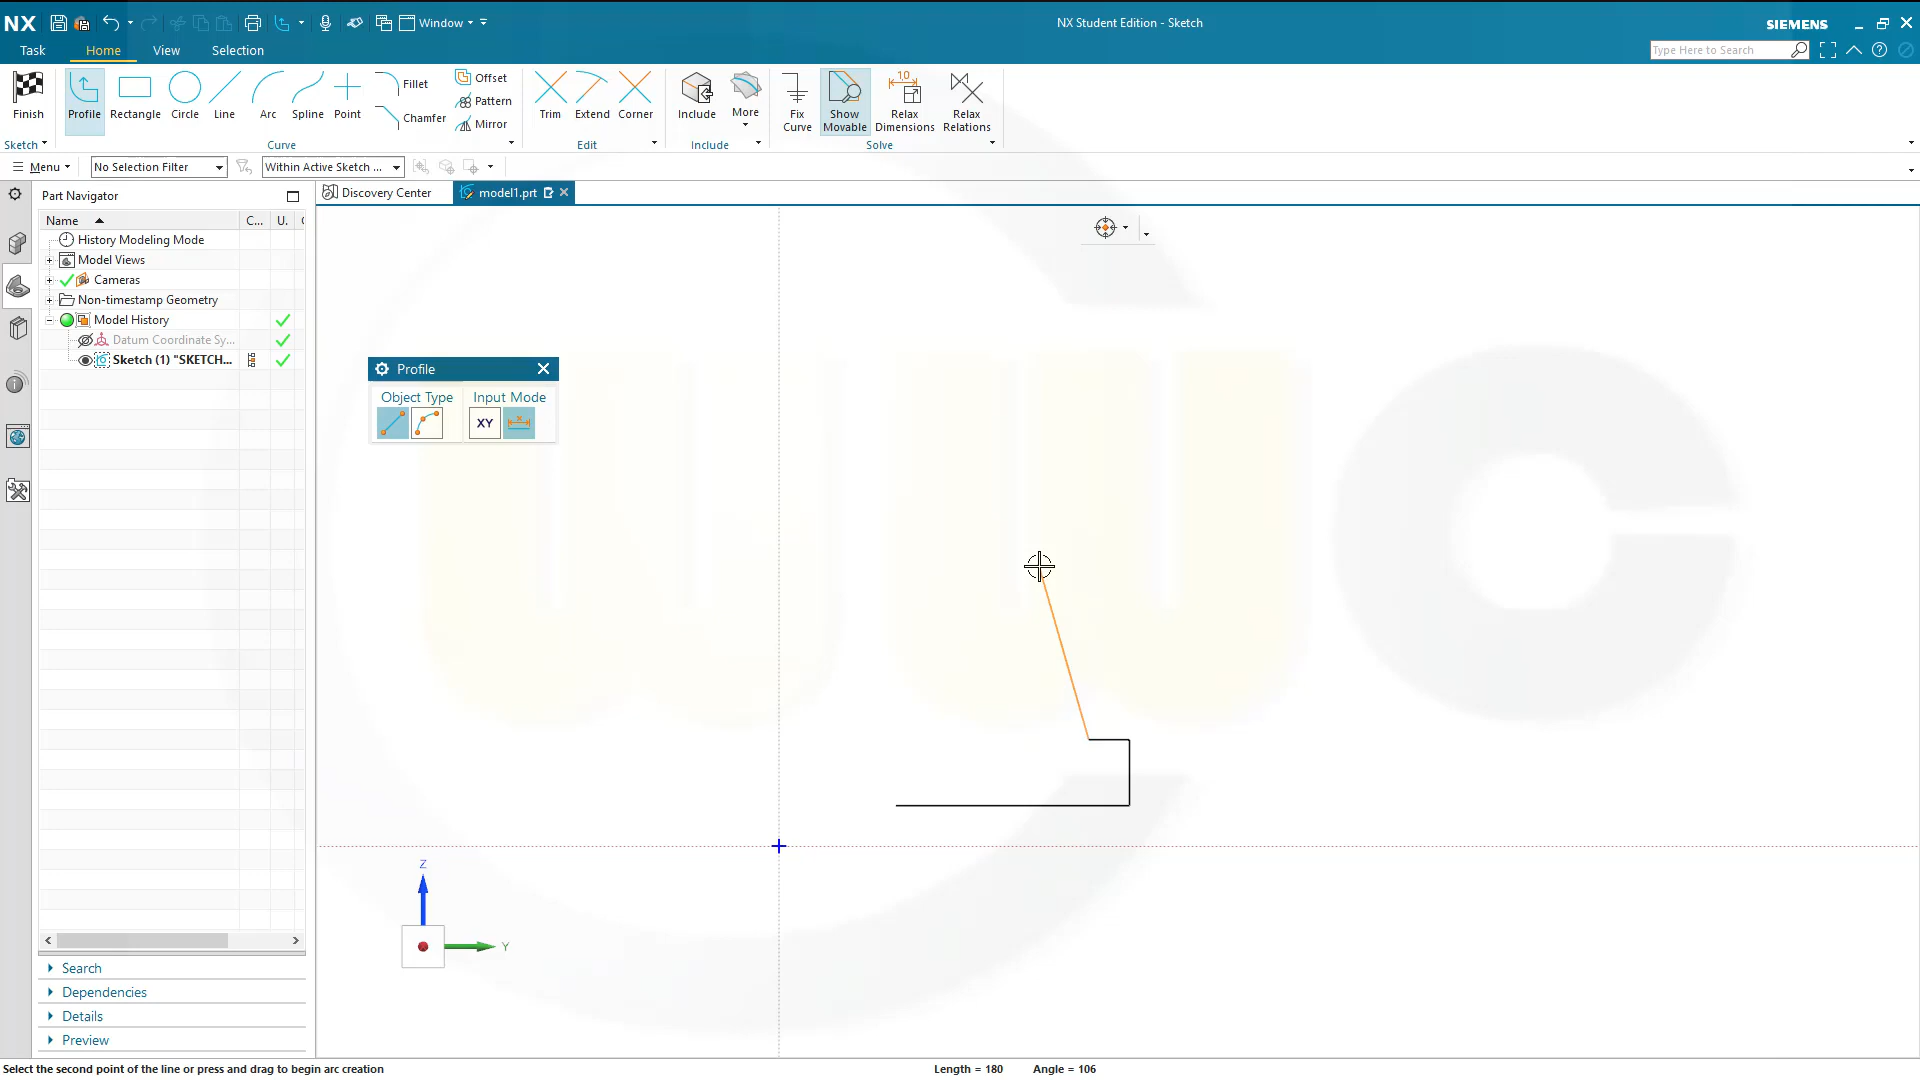 NX
Window
NX Student Edition - Sketch
SIEMENS
Task
Home
View
Selection
Type Here to Search
Finish
Profile
Rectangle
Circle
Line
Arc
Spline
Point
Fillet
Chamfer
Offset
Pattern
Mirror
Trim
Extend
Corner
Include
More
Fix
Curve
Show
Movable
1,0
Relax
Dimensions
Relax
Relations
Sketch
Curve
Edit
Include
Solve
Menu
No Selection Filter
Within Active Sketch ...
Part Navigator
Discovery Center
model1.prt
Name
C...
U.
History Modeling Mode
Model Views
Cameras
Non-timestamp Geometry
Model History
Datum Coordinate Sy...
Sketch (1) "SKETCH...
Profile
Object Type
Input Mode
XY
wwc
Z
Y
Search
Dependencies
Details
Preview
Select the second point of the line or press and drag to begin arc creation
Length = 180
Angle = 106